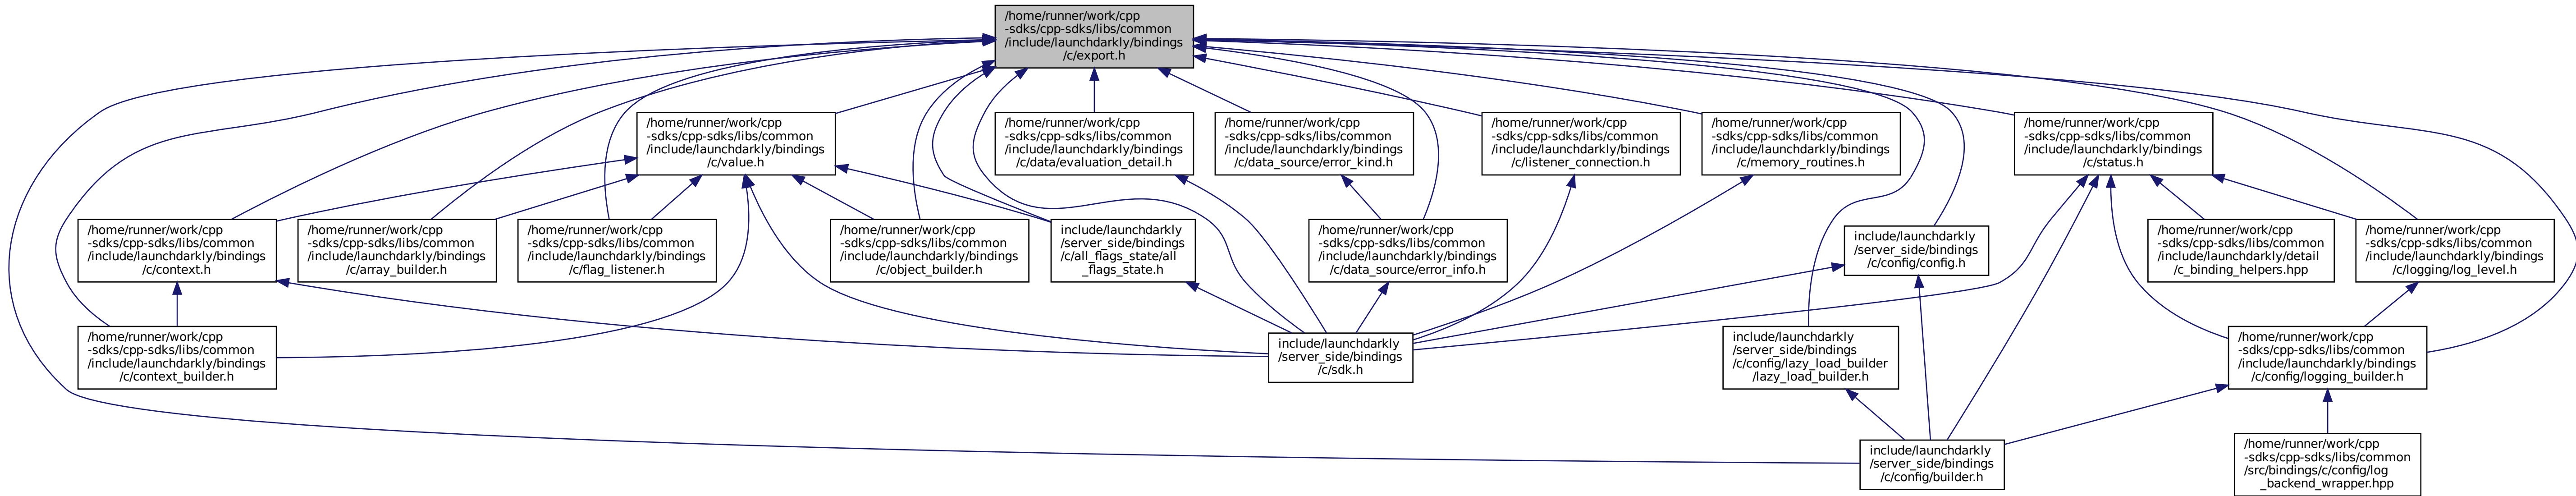 /home/runner/work/cpp
-sdks/cpp-sdks/libs/common
/include/launchdarkly/bindings
/c/export.h
/home/runner/work/cpp
-sdks/cpp-sdks/libs/common
/include/launchdarkly/bindings
/c/value.h
/home/runner/work/cpp
-sdks/cpp-sdks/libs/common
/include/launchdarkly/bindings
/c/data/evaluation_detail.h
/home/runner/work/cpp
-sdks/cpp-sdks/libs/common
/include/launchdarkly/bindings
/c/data_source/error_kind.h
/home/runner/work/cpp
-sdks/cpp-sdks/libs/common
/include/launchdarkly/bindings
/c/listener_connection.h
/home/runner/work/cpp
-sdks/cpp-sdks/libs/common
/include/launchdarkly/bindings
/c/memory_routines.h
/home/runner/work/cpp
-sdks/cpp-sdks/libs/common
/include/launchdarkly/bindings
/c/status.h
/home/runner/work/cpp
-sdks/cpp-sdks/libs/common
/include/launchdarkly/bindings
/c/context.h
/home/runner/work/cpp
-sdks/cpp-sdks/libs/common
/include/launchdarkly/bindings
/c/array_builder.h
/home/runner/work/cpp
-sdks/cpp-sdks/libs/common
/include/launchdarkly/bindings
/c/flag_listener.h
/home/runner/work/cpp
-sdks/cpp-sdks/libs/common
/include/launchdarkly/bindings
/c/object_builder.h
include/launchdarkly
/server_side/bindings
/c/all_flags_state/all
_flags_state.h
/home/runner/work/cpp
-sdks/cpp-sdks/libs/common
/include/launchdarkly/bindings
/c/data_source/error_info.h
include/launchdarkly
/server_side/bindings
/c/config/config.h
/home/runner/work/cpp
-sdks/cpp-sdks/libs/common
/include/launchdarkly/detail
/c_binding_helpers.hpp
/home/runner/work/cpp
-sdks/cpp-sdks/libs/common
/include/launchdarkly/bindings
/c/logging/log_level.h
/home/runner/work/cpp
-sdks/cpp-sdks/libs/common
/include/launchdarkly/bindings
/c/context_builder.h
include/launchdarkly
/server_side/bindings
/c/sdk.h
include/launchdarkly
/server_side/bindings
/c/config/lazy_load_builder
/lazy_load_builder.h
/home/runner/work/cpp
-sdks/cpp-sdks/libs/common
/include/launchdarkly/bindings
/c/config/logging_builder.h
include/launchdarkly
/server_side/bindings
/c/config/builder.h
/home/runner/work/cpp
-sdks/cpp-sdks/libs/common
/src/bindings/c/config/log
_backend_wrapper.hpp